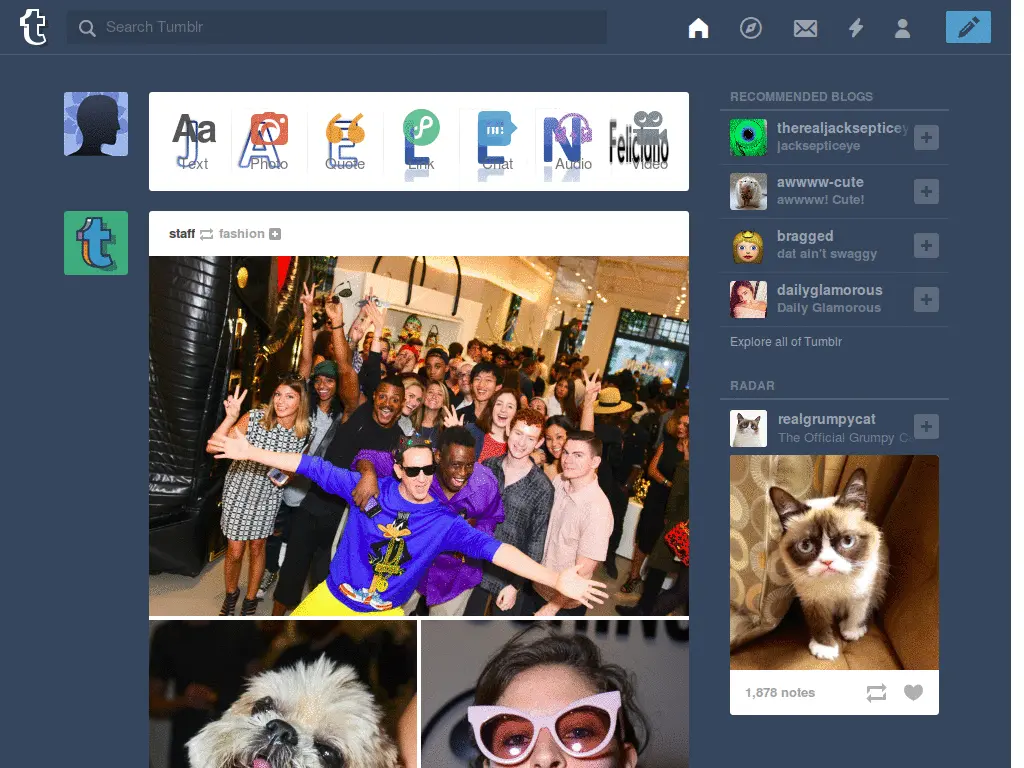 t
Search Tumblr
Aa
J A E L E N Feliciono
Text Photo Quote Link Chat Audio Video
staff fashion
t
RECOMMENDED BLOGS
therealjacksepticey
jacksepticeye
awwww-cute
awwww! Cute!
bragged
dat ain't swaggy
dailyglamorous
Daily Glamorous
Explore all of Tumblr
RADAR
realgrumpycat
The Official Grumpy C
1,878 notes